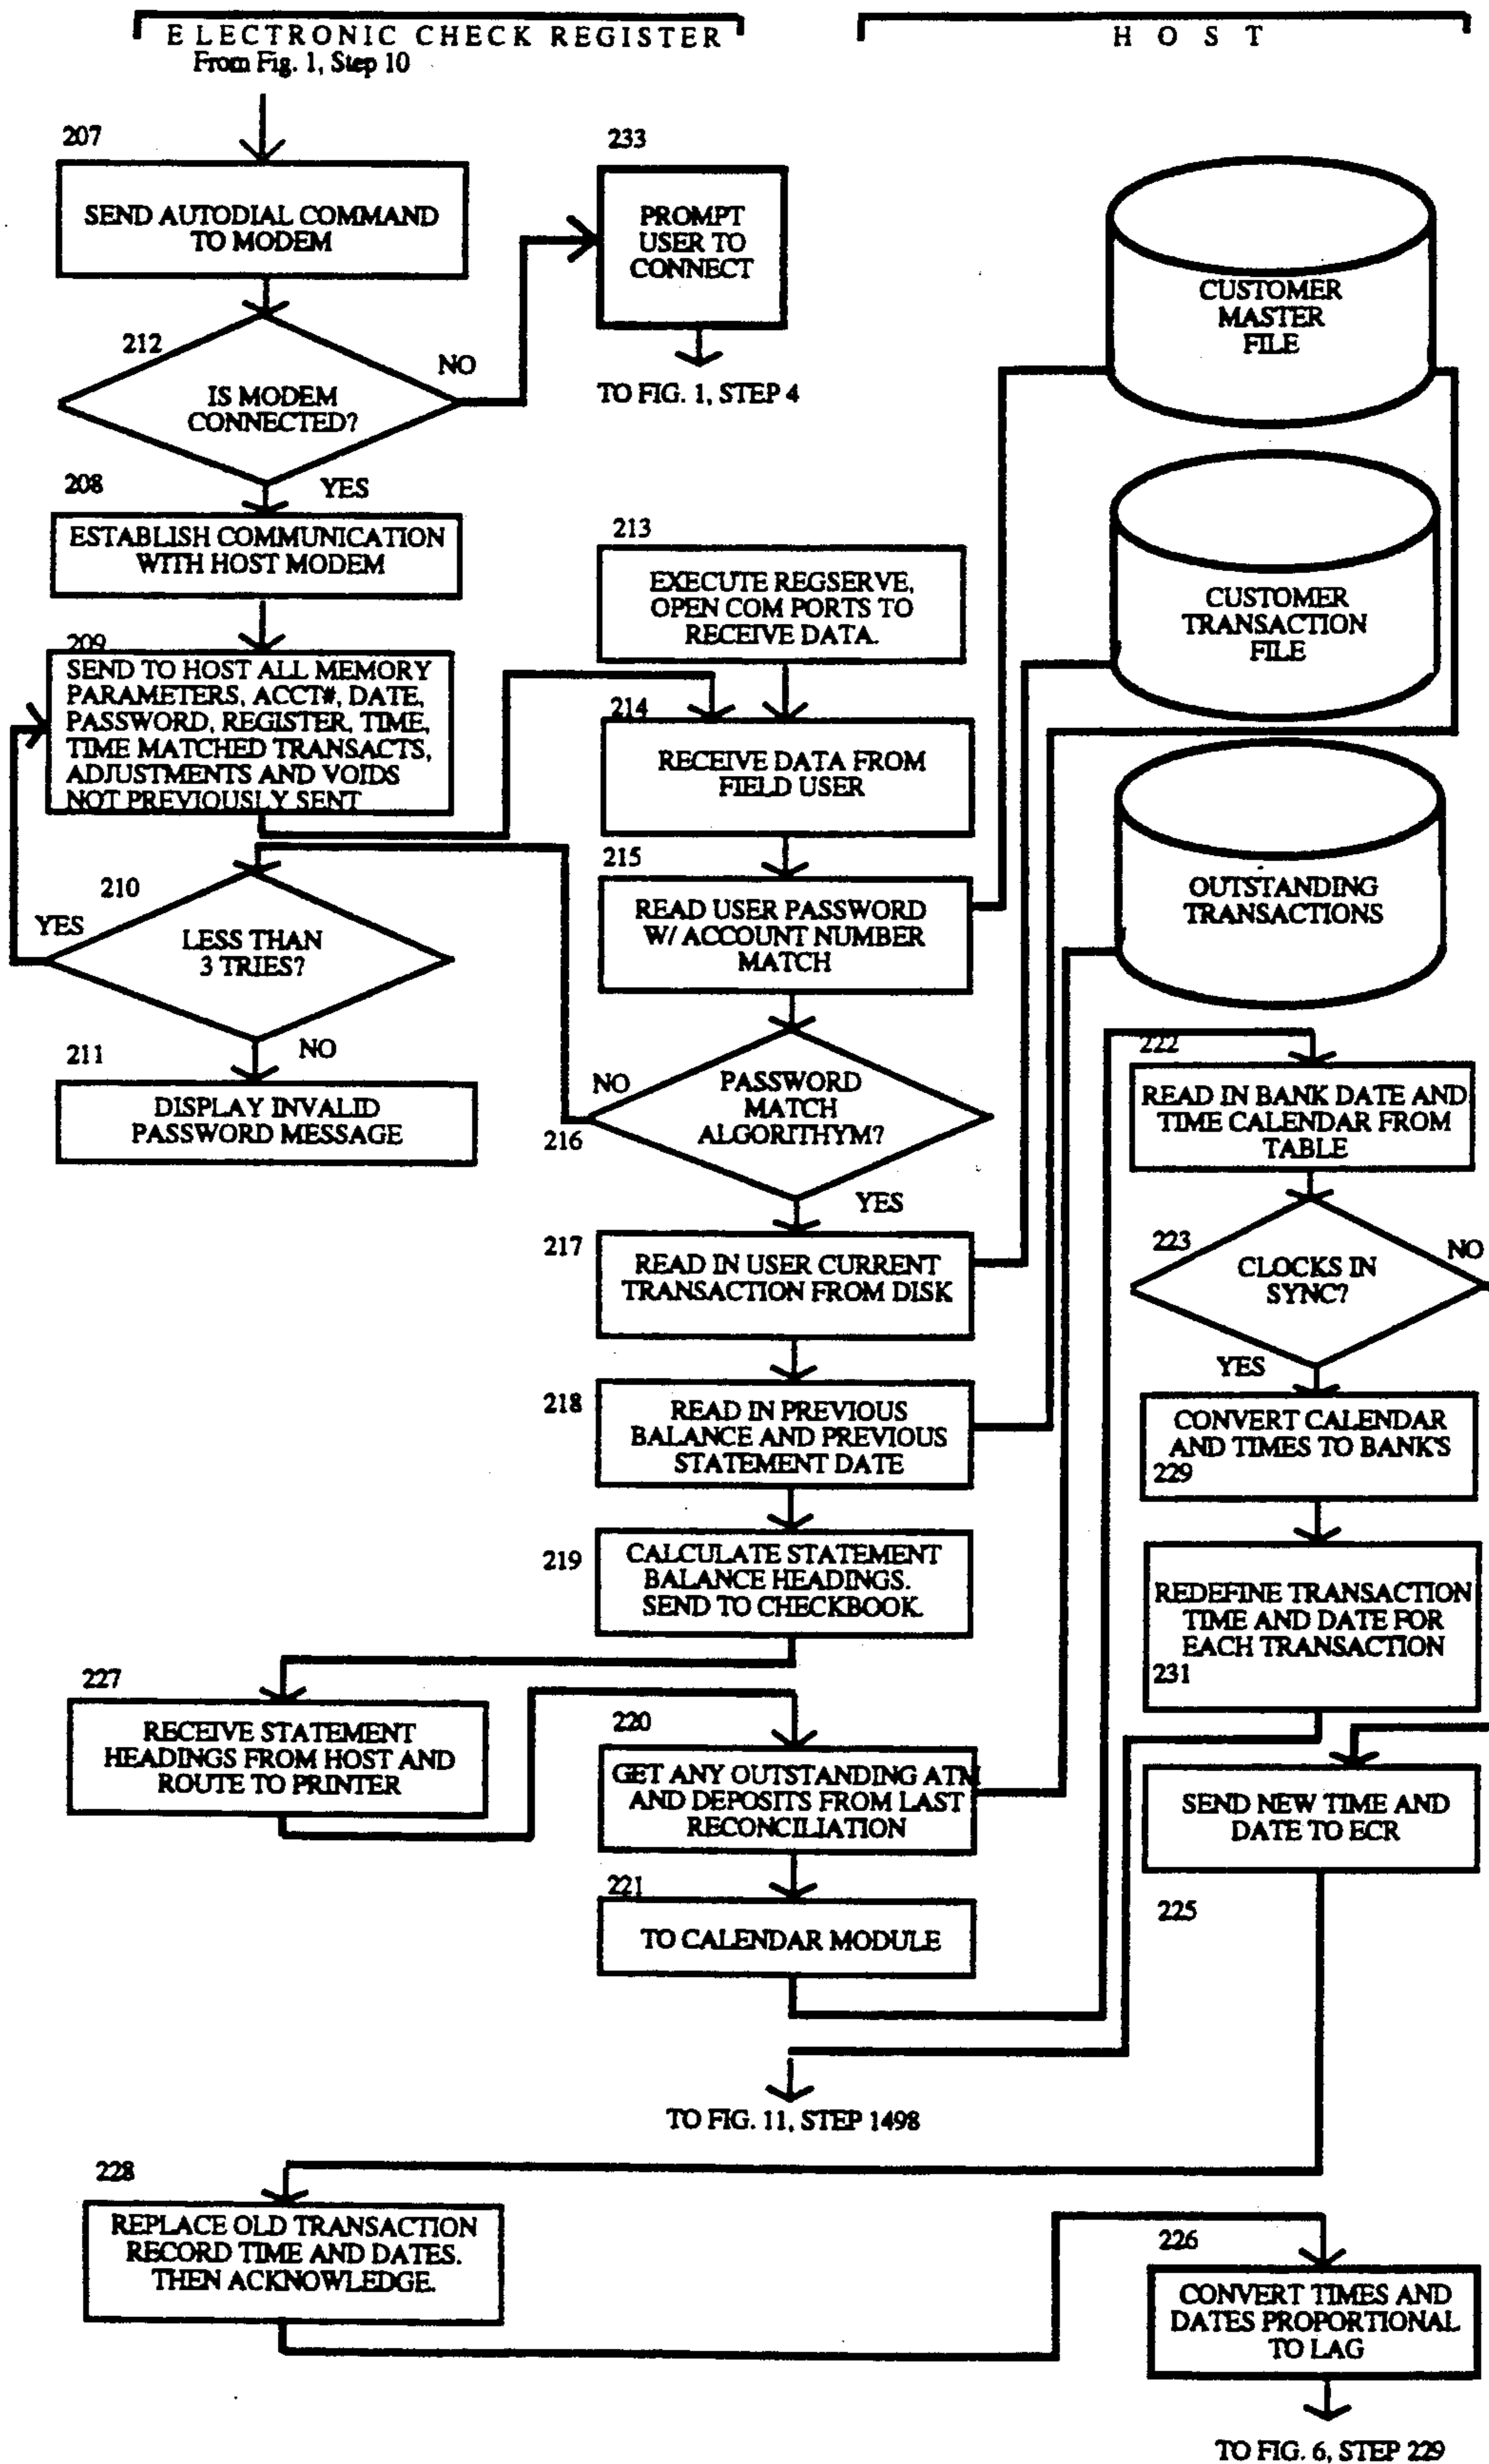 ELECTRONIC CHECK REGISTER
HOST
From Fig. 1, Step 10
207
SEND AUTODIAL COMMAND
TO MODEM
233
PROMPT
USER TO
CONNECT
TO FIG. 1, STEP 4
212
IS MODEM
CONNECTED?
NO
YES
208
ESTABLISH COMMUNICATION
WITH HOST MODEM
209
SEND TO HOST ALL MEMORY
PARAMETERS, ACCT#, DATE,
PASSWORD, REGISTER, TIME,
TIME MATCHED TRANSACTS,
ADJUSTMENTS AND VOIDS
NOT PREVIOUSLY SENT
210
YES
LESS THAN
3 TRIES?
NO
211
DISPLAY INVALID
PASSWORD MESSAGE
213
EXECUTE REGSERVE,
OPEN COM PORTS TO
RECEIVE DATA.
214
RECEIVE DATA FROM
FIELD USER
215
READ USER PASSWORD
W/ ACCOUNT NUMBER
MATCH
NO
PASSWORD
MATCH
ALGORITHYM?
216
YES
217
READ IN USER CURRENT
TRANSACTION FROM DISK
218
READ IN PREVIOUS
BALANCE AND PREVIOUS
STATEMENT DATE
219
CALCULATE STATEMENT
BALANCE HEADINGS.
SEND TO CHECKBOOK.
227
RECEIVE STATEMENT
HEADINGS FROM HOST AND
ROUTE TO PRINTER
220
GET ANY OUTSTANDING ATM
AND DEPOSITS FROM LAST
RECONCILIATION
221
TO CALENDAR MODULE
TO FIG. 11, STEP 1498
CUSTOMER
MASTER
FILE
CUSTOMER
TRANSACTION
FILE
OUTSTANDING
TRANSACTIONS
222
READ IN BANK DATE AND
TIME CALENDAR FROM
TABLE
223
CLOCKS IN
SYNC?
NO
YES
CONVERT CALENDAR
AND TIMES TO BANK'S
229
REDEFINE TRANSACTION
TIME AND DATE FOR
EACH TRANSACTION
231
SEND NEW TIME AND
DATE TO ECR
225
228
REPLACE OLD TRANSACTION
RECORD TIME AND DATES.
THEN ACKNOWLEDGE.
226
CONVERT TIMES AND
DATES PROPORTIONAL
TO LAG
TO FIG. 6, STEP 229